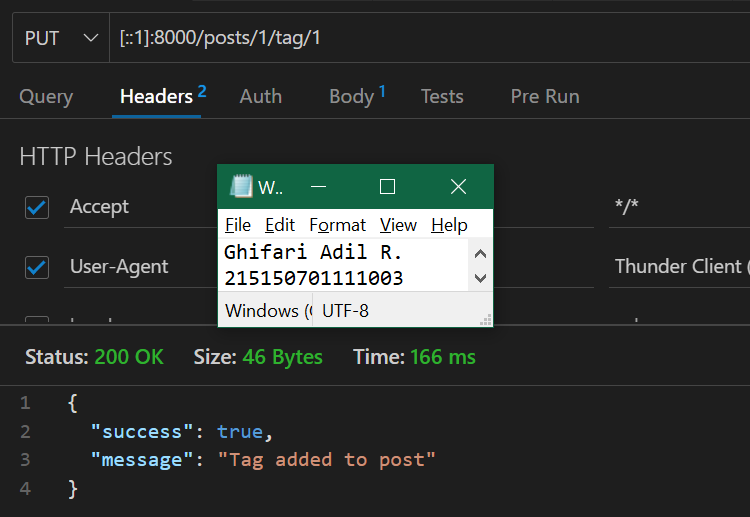 PUT [::1]:8000/posts/1/tag/1
Query Headers 2 Auth Body 1 Tests Pre Run
HTTP Headers
W..
Accept */*
File Edit Format View Help
Ghifari Adil R.
User-Agent Thunder Client (
215150701111003
Windows ( UTF-8
Status: 200 OK Size: 46 Bytes Time: 166 ms
1 {
2 "success": true,
3 "message": "Tag added to post"
4 }